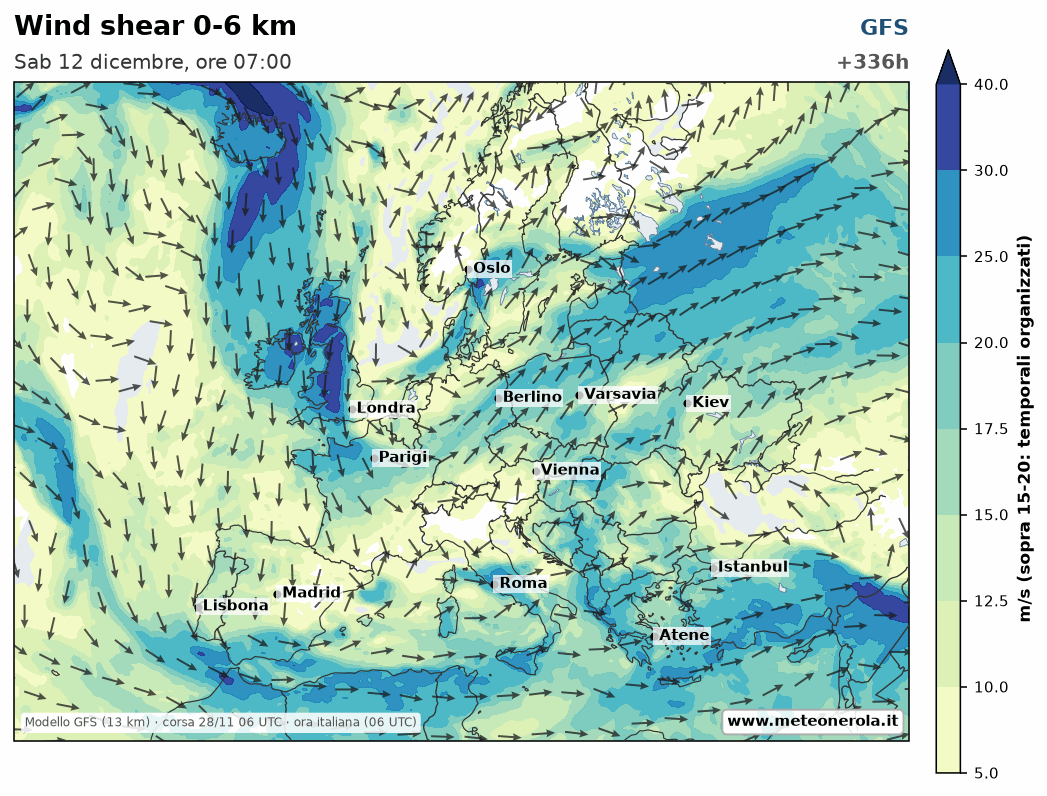 Wind shear 0-6 km
GFS
Sab 12 dicembre, ore 07:00
+336h
40.0
30.0
25.0
20.0
17.5
15.0
12.5
10.0
5.0
m/s (sopra 15-20: temporali organizzati)
Oslo
Berlino
Varsavia
Kiev
Londra
Parigi
Vienna
Istanbul
Roma
Madrid
Lisbona
Atene
Modello GFS (13 km) · corsa 28/11 06 UTC · ora italiana (06 UTC)
www.meteonerola.it